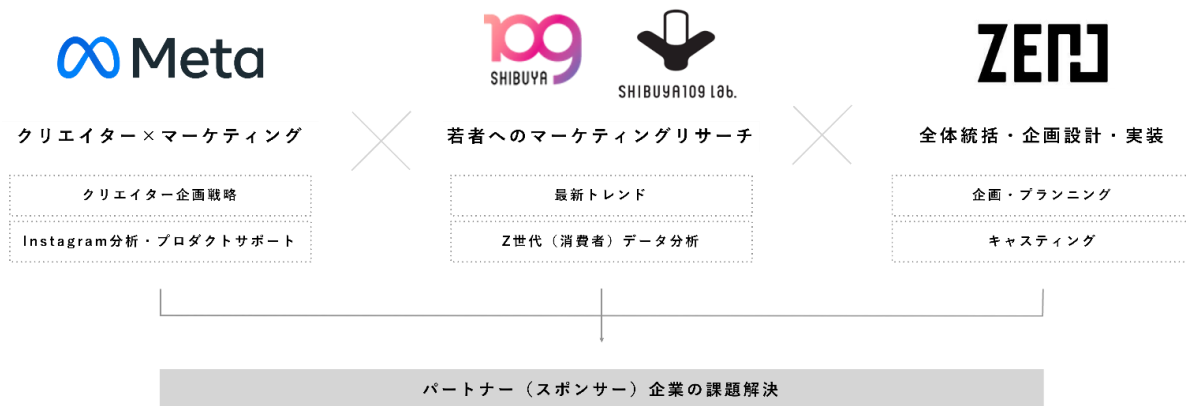 Meta
109
SHIBUYA
SHIBUYA109 Lab.
ZERO
クリエイター×マーケティング
若者へのマーケティングリサーチ
全体統括・企画設計・実装
クリエイター企画戦略
最新トレンド
企画・プランニング
Instagram分析・プロダクトサポート
Z世代（消費者）データ分析
キャスティング
パートナー（スポンサー）企業の課題解決